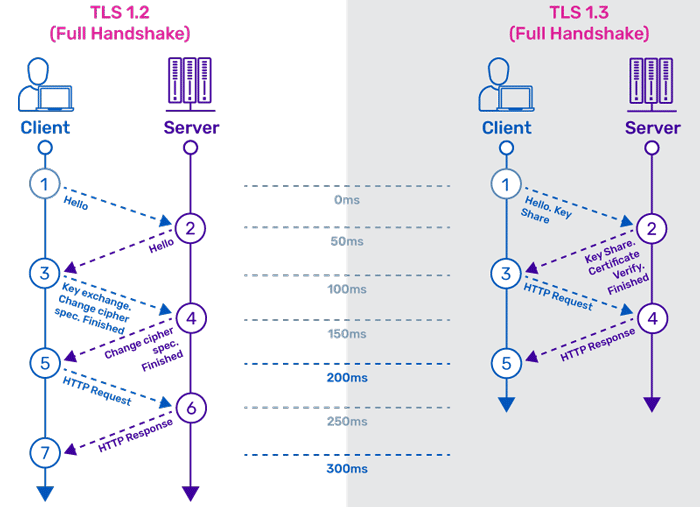 TLS 1.2
(Full Handshake)
Client
Server
1
Hello
2
Hello
3
Key exchange.
Change cipher
spec. Finished
4
Change cipher
spec.
Finished
5
HTTP Request
6
HTTP Response
7
0ms
50ms
100ms
150ms
200ms
250ms
300ms
TLS 1.3
(Full Handshake)
Client
Server
1
Hello. Key
Share
2
Key Share.
Certificate
Verify.
Finished
3
HTTP Request
4
HTTP Response
5